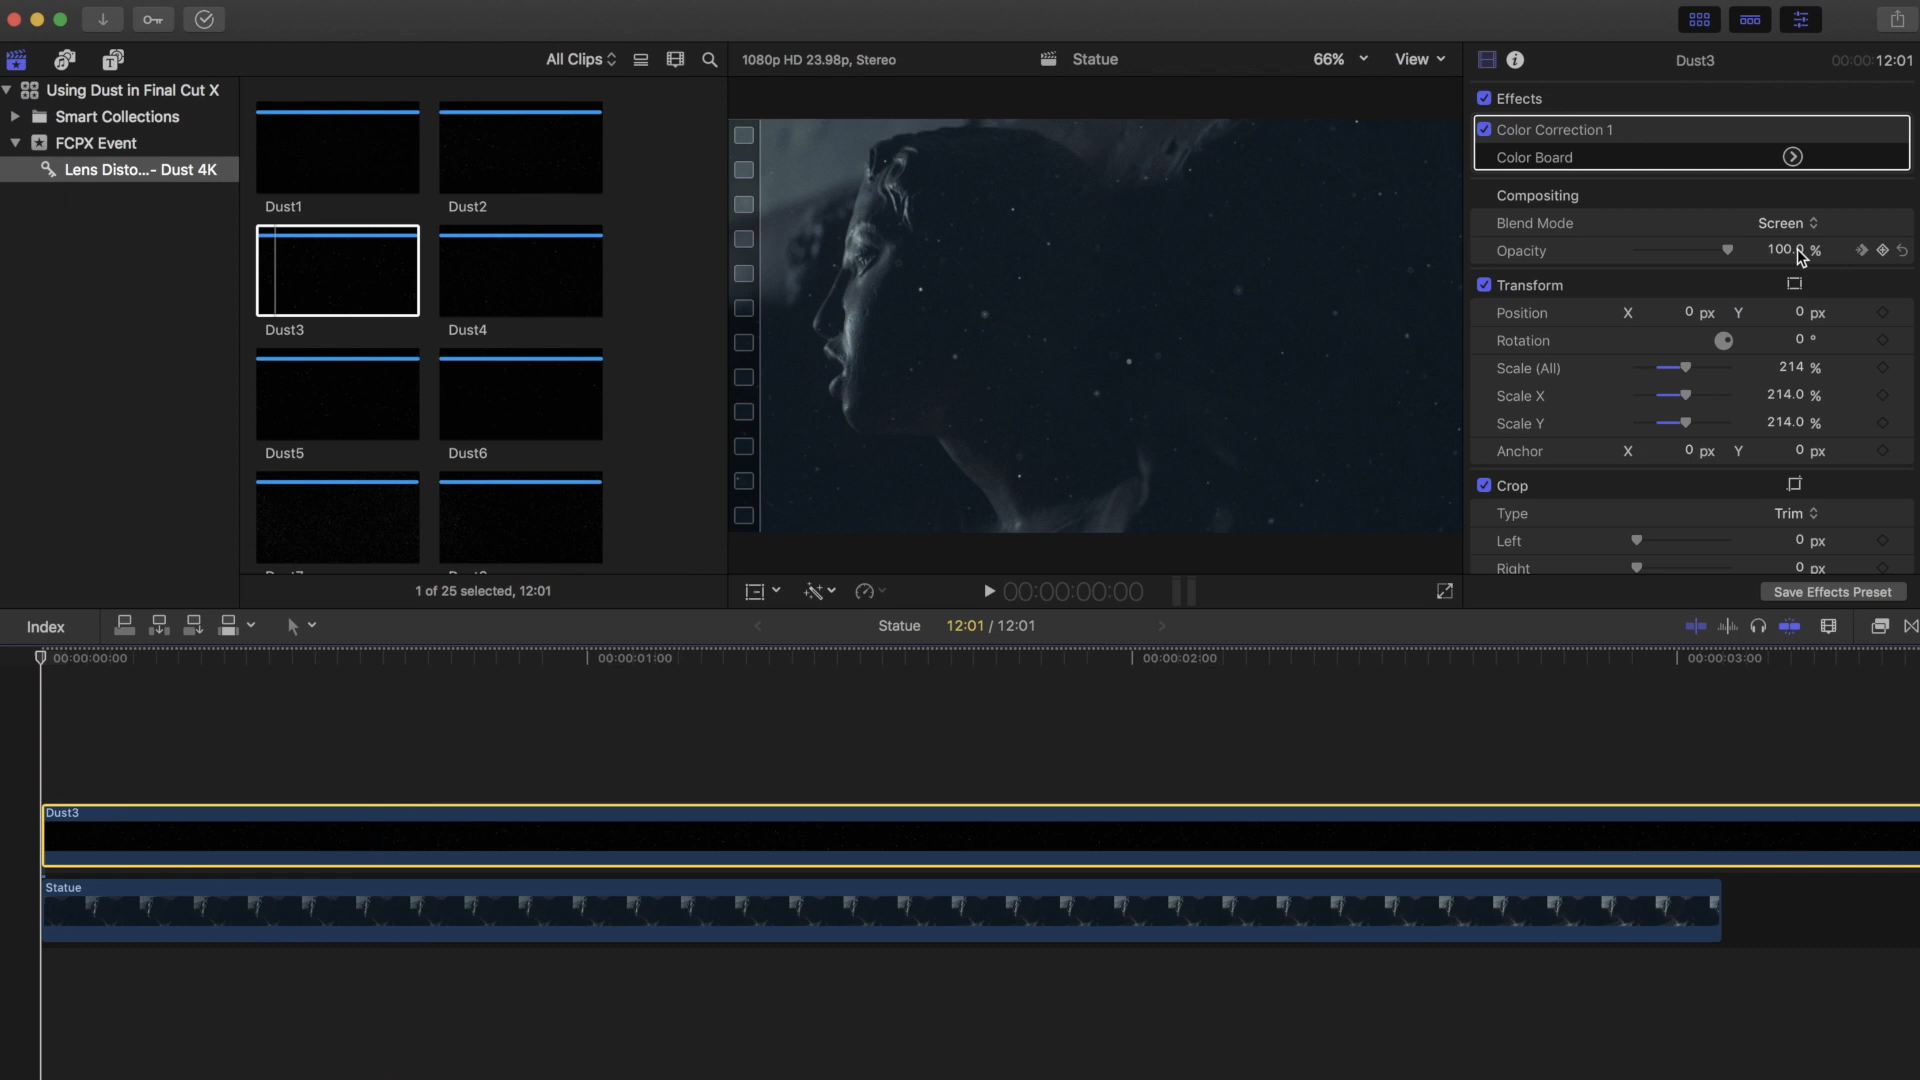 All Clips
1080p HD 23.98p, Stereo
Statue
66%
View
Dust3
00:00:12:01
Using Dust in Final Cut X
Smart Collections
FCPX Event
Lens Disto...- Dust 4K
Dust1
Dust2
Dust3
Dust4
Dust5
Dust6
1 of 25 selected, 12:01
00:00:00:00
Effects
Color Correction 1
Color Board
Compositing
Blend Mode
Screen
Opacity
100.0 %
Transform
Position X 0 px Y 0 px
Rotation 0 °
Scale (All) 214 %
Scale X 214.0 %
Scale Y 214.0 %
Anchor X 0 px Y 0 px
Crop
Type Trim
Left 0 px
Right 0 px
Save Effects Preset
Index
Statue
12:01 / 12:01
00:00:00:00
00:00:01:00
00:00:02:00
00:00:03:00
Dust3
Statue